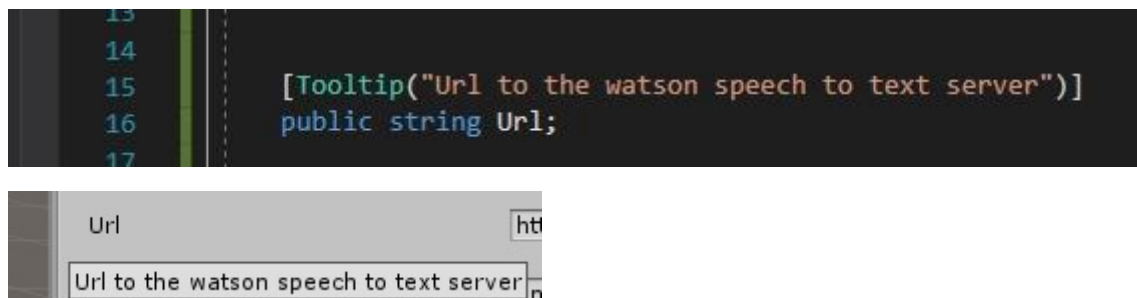 13
14
15 [Tooltip("Url to the watson speech to text server")]
16 public string Url;
17
Url htt
Url to the watson speech to text server